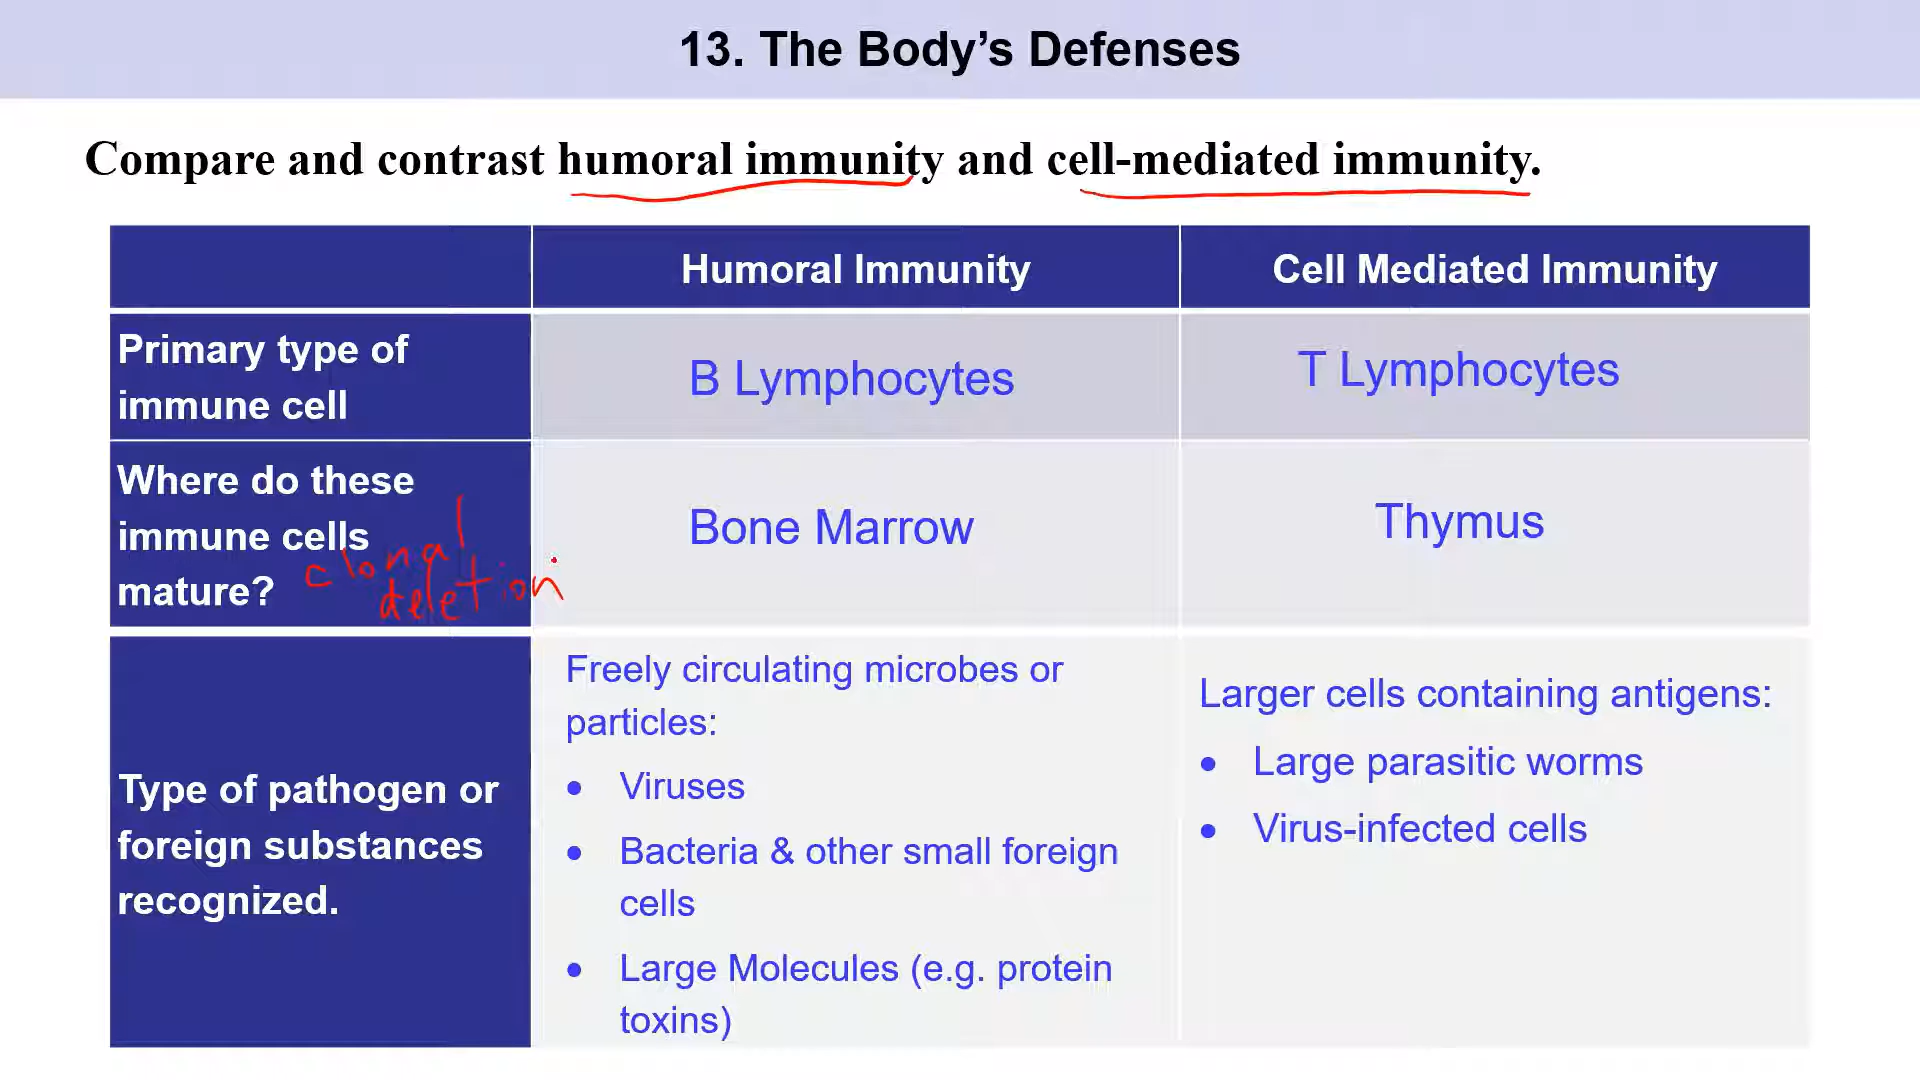 13. The Body’s Defenses
Compare and contrast humoral immunity and cell-mediated immunity.
Humoral Immunity
Cell Mediated Immunity
Primary type of
immune cell
B Lymphocytes
T Lymphocytes
Where do these
immune cells
mature?
clonal
deletion
Bone Marrow
Thymus
Type of pathogen or
foreign substances
recognized.
Freely circulating microbes or
particles:
• Viruses
• Bacteria & other small foreign
cells
• Large Molecules (e.g. protein
toxins)
Larger cells containing antigens:
• Large parasitic worms
• Virus-infected cells